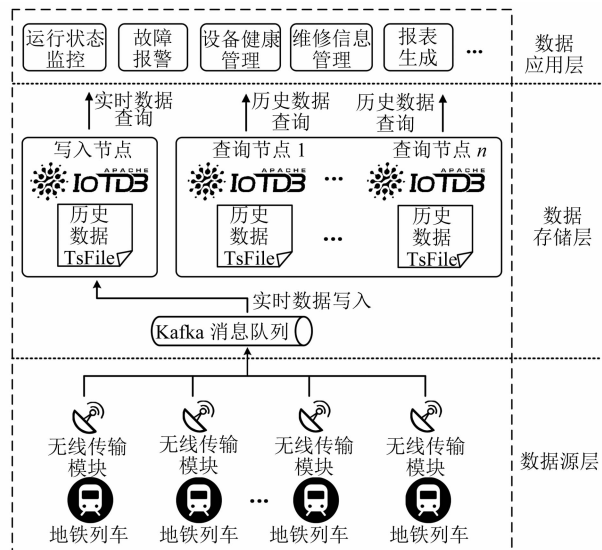 运行状态
监控
故障
报警
设备健康
管理
维修信息
管理
报表
生成
...
数据
应用层
实时数据
查询
历史数据
查询
历史数据
查询
写入节点
APACHE
IoTDB
历史
数据
TsFile
查询节点 1
APACHE
IoTDB
历史
数据
TsFile
...
...
查询节点 n
APACHE
IoTDB
历史
数据
TsFile
数据
存储层
实时数据写入
Kafka 消息队列
无线传输
模块
无线传输
模块
无线传输
模块
无线传输
模块
...
地铁列车
地铁列车
地铁列车
地铁列车
数据源层